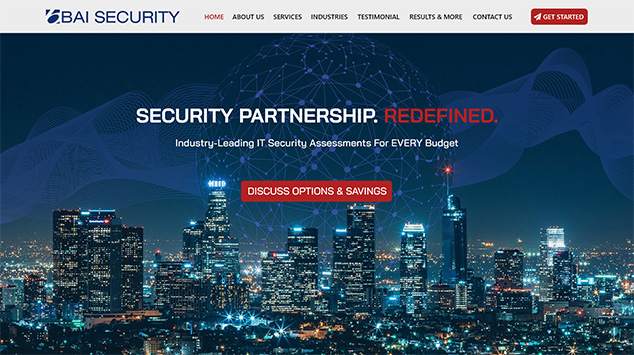 BAI SECURITY
HOME ABOUT US SERVICES INDUSTRIES TESTIMONIAL RESULTS & MORE CONTACT US GET STARTED
SECURITY PARTNERSHIP. REDEFINED.
Industry-Leading IT Security Assessments For EVERY Budget
DISCUSS OPTIONS & SAVINGS